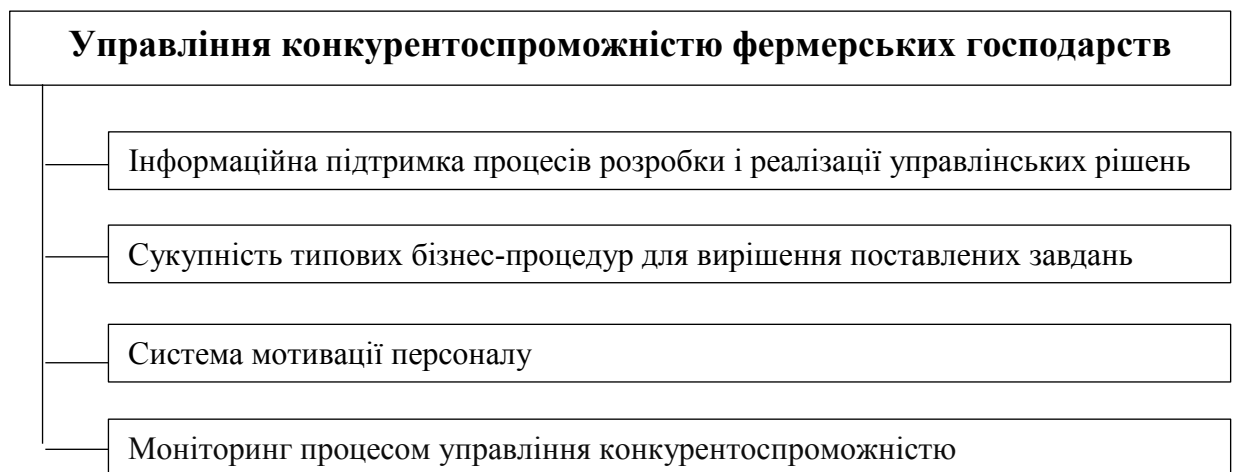 Управління конкурентоспроможністю фермерських господарств
Інформаційна підтримка процесів розробки і реалізації управлінських рішень
Сукупність типових бізнес-процедур для вирішення поставлених завдань
Система мотивації персоналу
Моніторинг процесом управління конкурентоспроможністю